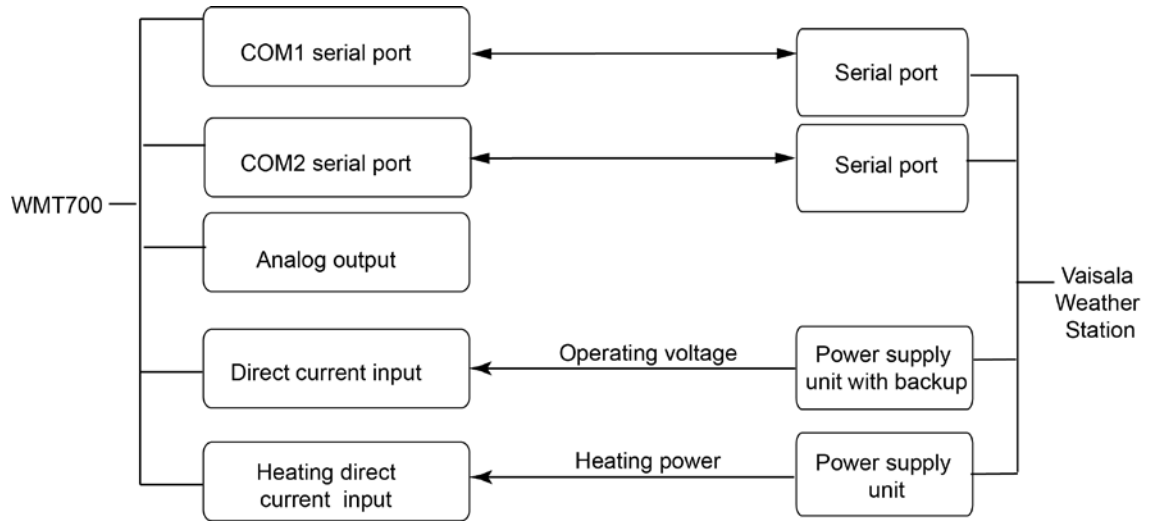 COM1 serial port
Serial port
COM2 serial port
Serial port
WMT700
Analog output
Vaisala
Weather
Station
Operating voltage
Direct current input
Power supply
unit with backup
Heating power
Heating direct
current input
Power supply
unit